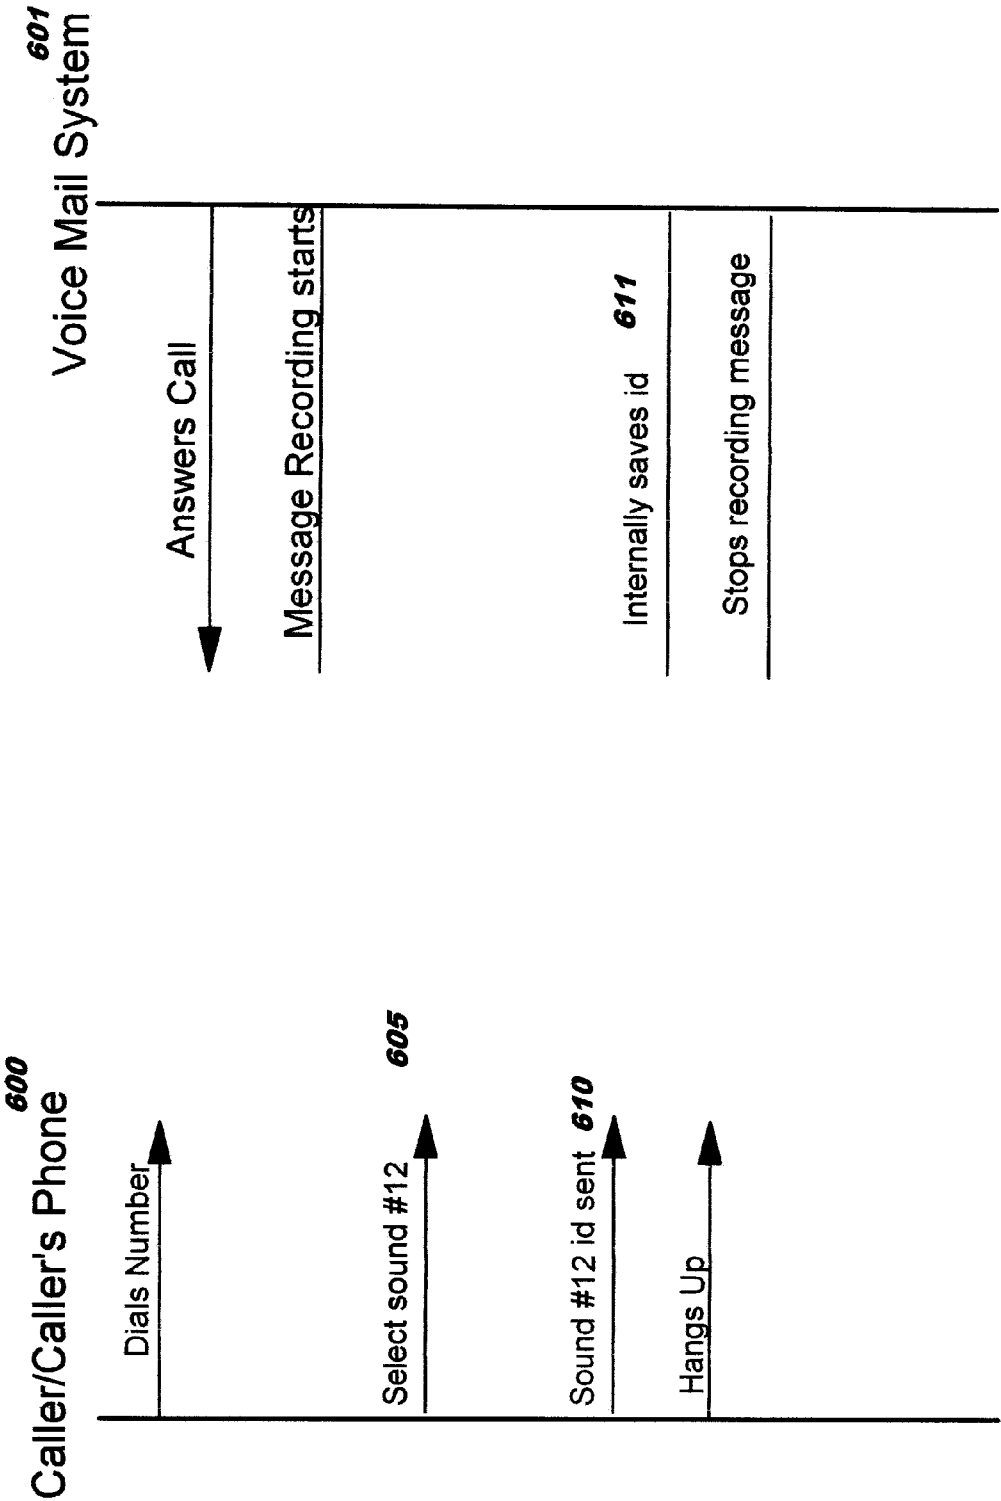 600
Caller/Caller's Phone
601
Voice Mail System
Dials Number
Answers Call
Message Recording starts
Select sound #12
605
Sound #12 id sent
610
Internally saves id
611
Hangs Up
Stops recording message